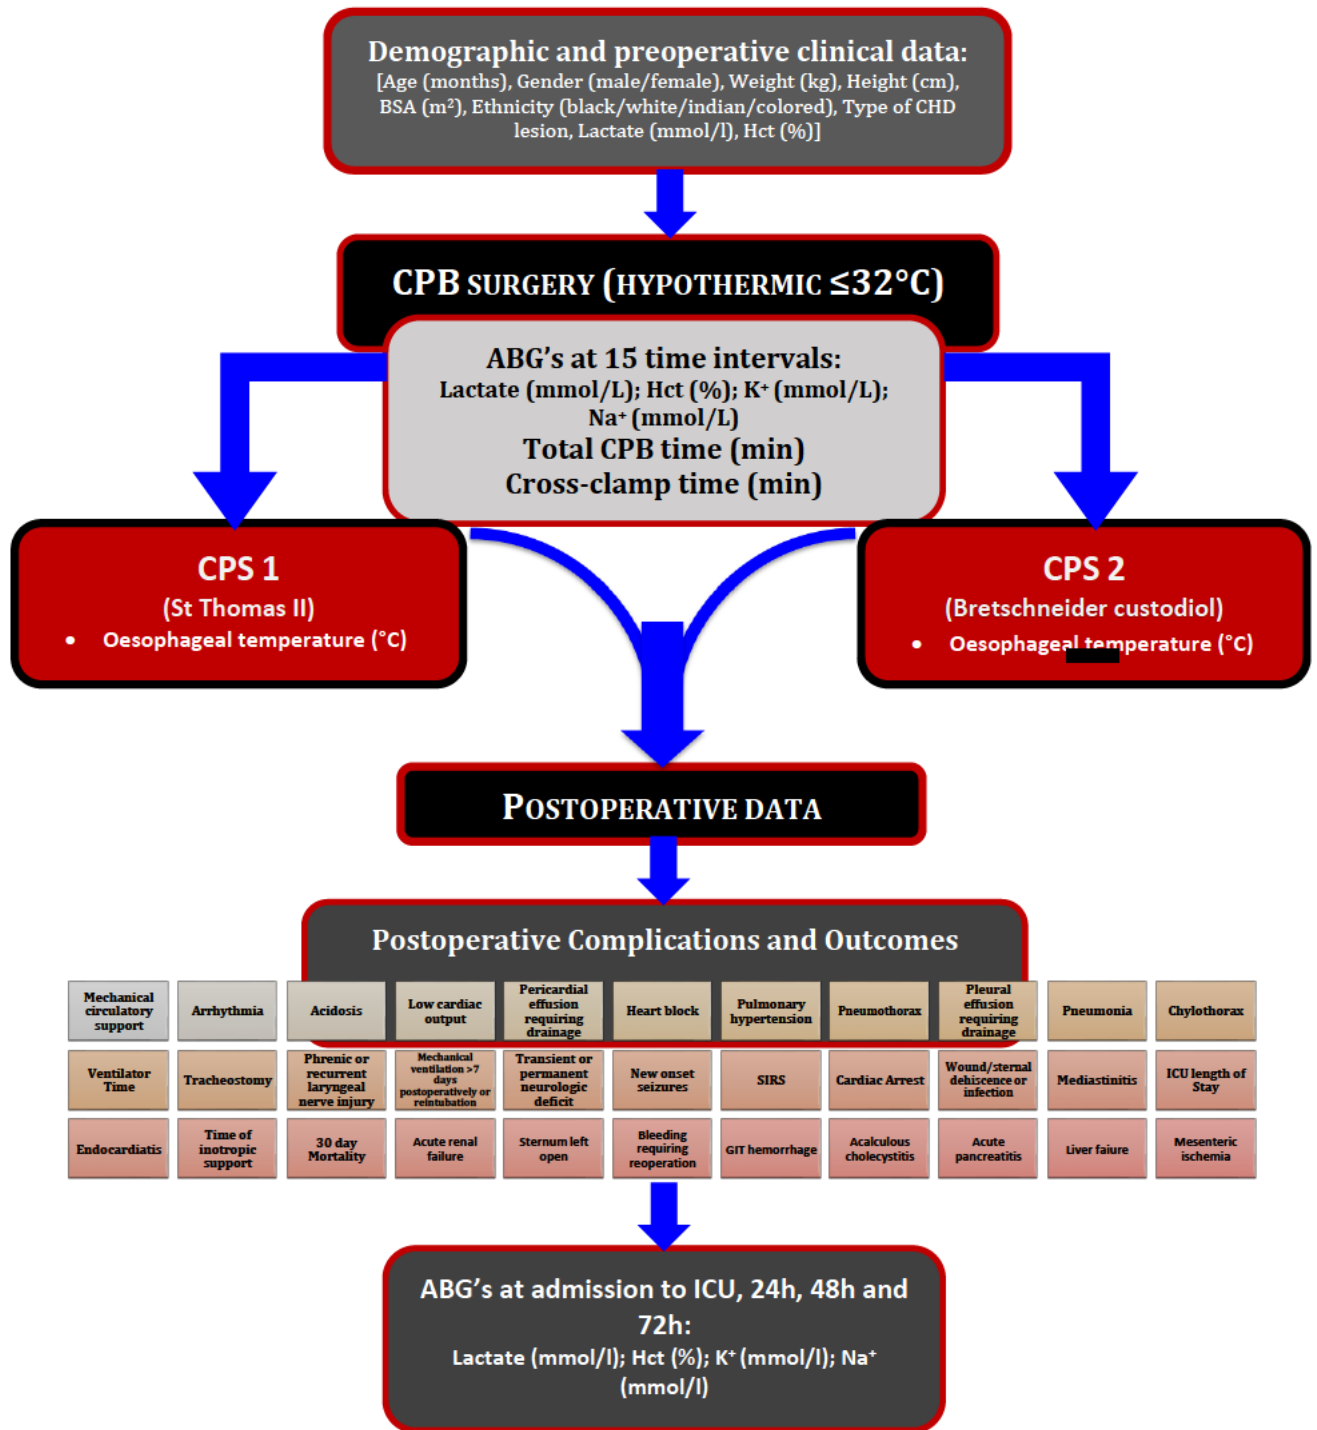 Demographic and preoperative clinical data:
[Age (months), Gender (male/female), Weight (kg), Height (cm),
BSA (m²), Ethnicity (black/white/indian/colored), Type of CHD
lesion, Lactate (mmol/l), Hct (%)]
CPB SURGERY (HYPOTHERMIC ≤32°C)
ABG's at 15 time intervals:
Lactate (mmol/L); Hct (%); K⁺ (mmol/L);
Na⁺ (mmol/L)
Total CPB time (min)
Cross-clamp time (min)
CPS 1
(St Thomas II)
• Oesophageal temperature (°C)
CPS 2
(Bretschneider custodiol)
• Oesophageal temperature (°C)
POSTOPERATIVE DATA
Postoperative Complications and Outcomes
Mechanical
circulatory
support
Arrhythmia
Acidosis
Low cardiac
output
Pericardial
effusion
requiring
drainage
Heart block
Pulmonary
hypertension
Pneumothorax
Pleural
effusion
requiring
drainage
Pneumonia
Chylothorax
Ventilator
Time
Tracheostomy
Phrenic or
recurrent
laryngeal
nerve injury
Mechanical
ventilation >7
days
postoperatively or
reintubation
Transient or
permanent
neurologic
deficit
New onset
seizures
SIRS
Cardiac Arrest
Wound/sternal
dehiscence or
infection
Mediastinitis
ICU length of
Stay
Endocardiatis
Time of
inotropic
support
30 day
Mortality
Acute renal
failure
Sternum left
open
Bleeding
requiring
reoperation
GIT hemorrhage
Acalculous
cholecystitis
Acute
pancreatitis
Liver faiure
Mesenteric
ischemia
ABG's at admission to ICU, 24h, 48h and
72h:
Lactate (mmol/l); Hct (%); K⁺ (mmol/l); Na⁺
(mmol/l)